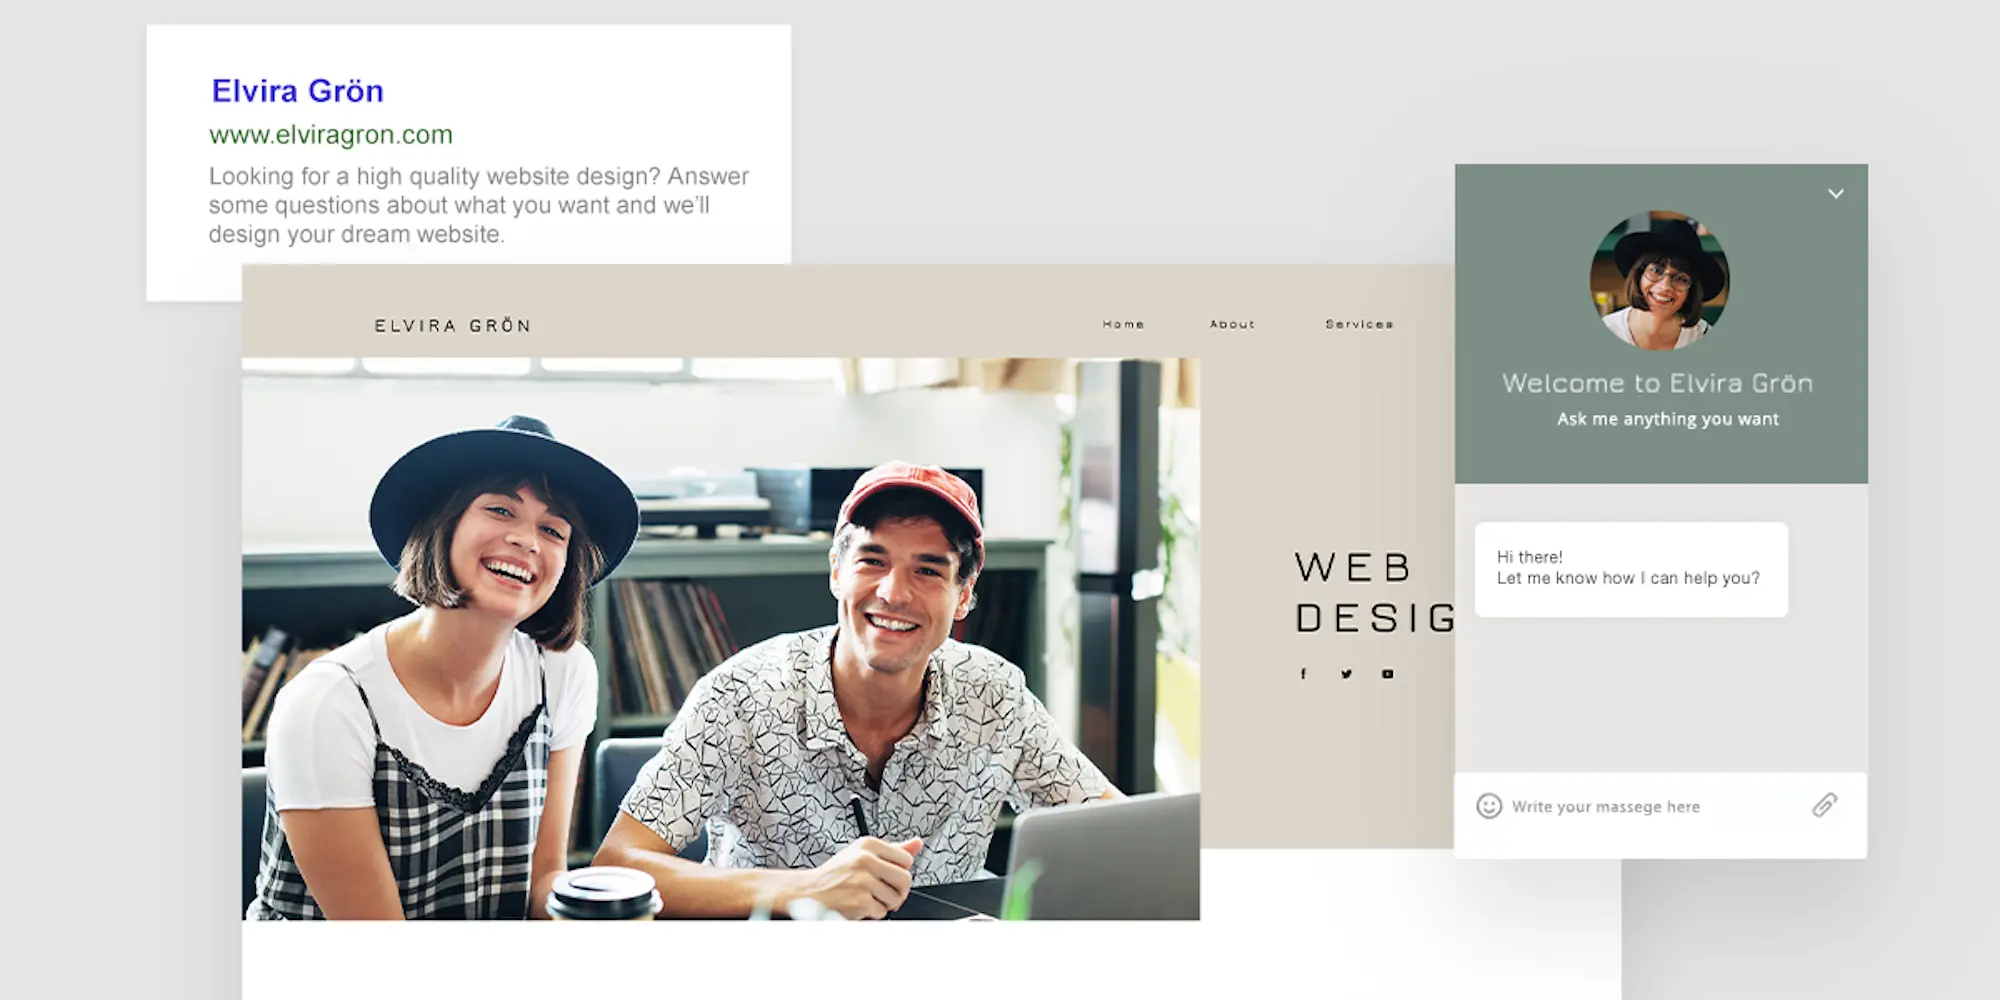 Elvira Grön
www.elviragron.com
Looking for a high quality website design? Answer
some questions about what you want and we'll
design your dream website.
ELVIRA GRÖN
Home
About
Services
WEB
DESIG
Welcome to Elvira Grön
Ask me anything you want
Hi there!
Let me know how I can help you?
Write your massege here